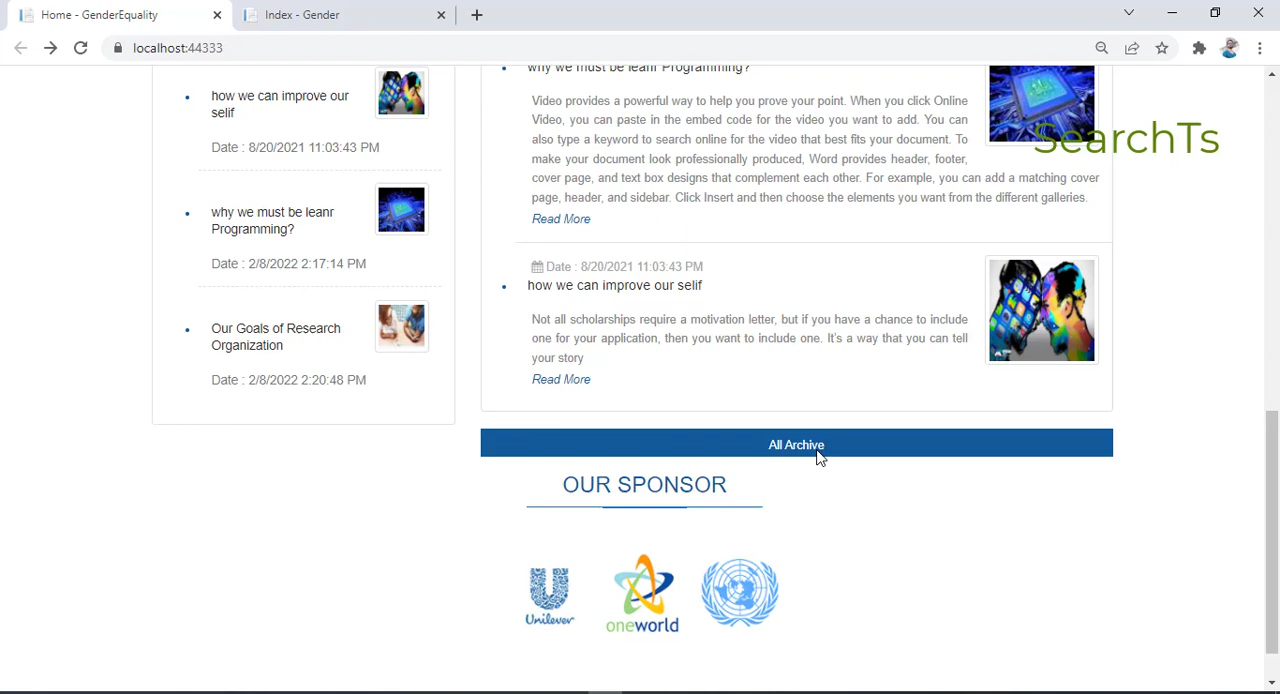 Home - GenderEquality
Index - Gender
localhost:44333
how we can improve our
selif
Date : 8/20/2021 11:03:43 PM
why we must be leanr
Programming?
Date : 2/8/2022 2:17:14 PM
Our Goals of Research
Organization
Date : 2/8/2022 2:20:48 PM
why we must be leanr Programming?
Video provides a powerful way to help you prove your point. When you click Online
Video, you can paste in the embed code for the video you want to add. You can
also type a keyword to search online for the video that best fits your document. To
make your document look professionally produced, Word provides header, footer,
cover page, and text box designs that complement each other. For example, you can add a matching cover
page, header, and sidebar. Click Insert and then choose the elements you want from the different galleries.
Read More
SearchTs
Date : 8/20/2021 11:03:43 PM
how we can improve our selif
Not all scholarships require a motivation letter, but if you have a chance to include
one for your application, then you want to include one. It's a way that you can tell
your story
Read More
All Archive
OUR SPONSOR
Unilever
oneworld